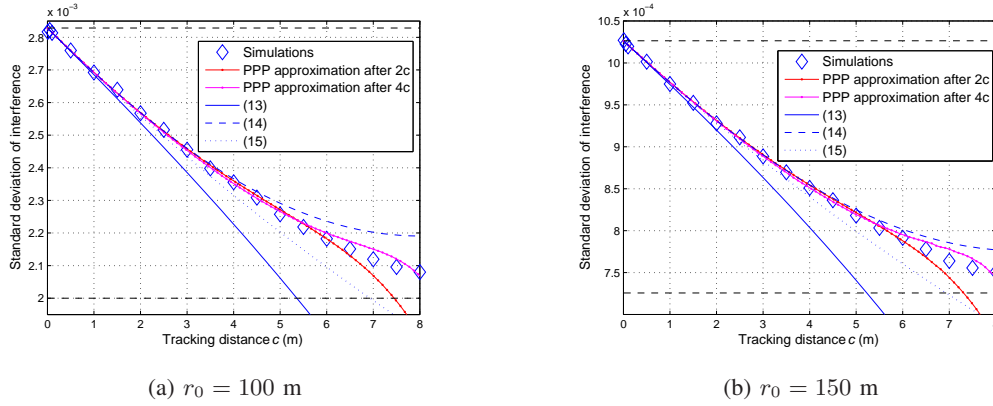 x 10⁻³
2.8
2.7
2.6
2.5
2.4
2.3
2.2
2.1
2
Standard deviation of interference
Simulations
PPP approximation after 2c
PPP approximation after 4c
(13)
(14)
(15)
0 1 2 3 4 5 6 7 8
Tracking distance c (m)
(a) r₀ = 100 m
x 10⁻⁴
10.5
10
9.5
9
8.5
8
7.5
Standard deviation of interference
Simulations
PPP approximation after 2c
PPP approximation after 4c
(13)
(14)
(15)
0 1 2 3 4 5 6 7
Tracking distance c (m)
(b) r₀ = 150 m